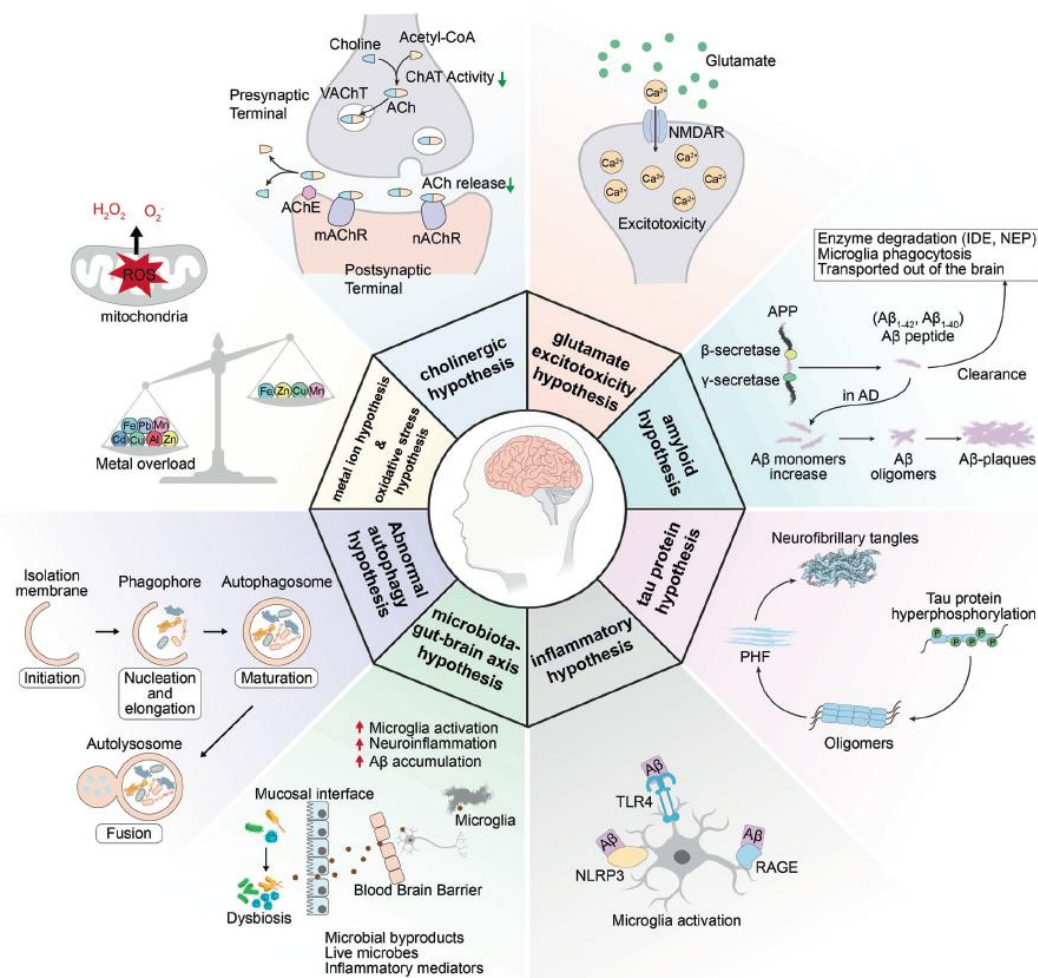 Choline
Acetyl-CoA
ChAT Activity
VAChT
ACh
Presynaptic
Terminal
ACh release
AChE
mAChR
nAChR
Postsynaptic
Terminal
Glutamate
Ca²⁺
NMDAR
Ca²⁺
Ca²⁺
Ca²⁺
Ca²⁺
Ca²⁺
Ca²⁺
Ca²⁺
Excitotoxicity
H₂O₂ O₂⁻
ROS
mitochondria
Fe Zn Cu Mn
Fe Pb Mn
Cd Cu Al Zn
Metal overload
Enzyme degradation (IDE, NEP)
Microglia phagocytosis
Transported out of the brain
APP
β-secretase
γ-secretase
(Aβ₁₋₄₂, Aβ₁₋₄₀)
Aβ peptide
Clearance
in AD
Aβ monomers
increase
Aβ
oligomers
Aβ-plaques
cholinergic
hypothesis
glutamate
excitotoxicity
hypothesis
amyloid
hypothesis
tau protein
hypothesis
inflammatory
hypothesis
microbiota-
gut-brain axis
hypothesis
Abnormal
autophagy
hypothesis
metal ion hypothesis
&
oxidative stress
hypothesis
Neurofibrillary tangles
Tau protein
hyperphosphorylation
P P P P P
PHF
Oligomers
Isolation
membrane
Phagophore
Autophagosome
Initiation
Nucleation
and
elongation
Maturation
Autolysosome
Fusion
Microglia activation
Neuroinflammation
Aβ accumulation
Mucosal interface
Microglia
Blood Brain Barrier
Dysbiosis
Microbial byproducts
Live microbes
Inflammatory mediators
Aβ
TLR4
Aβ
NLRP3
Aβ
RAGE
Microglia activation